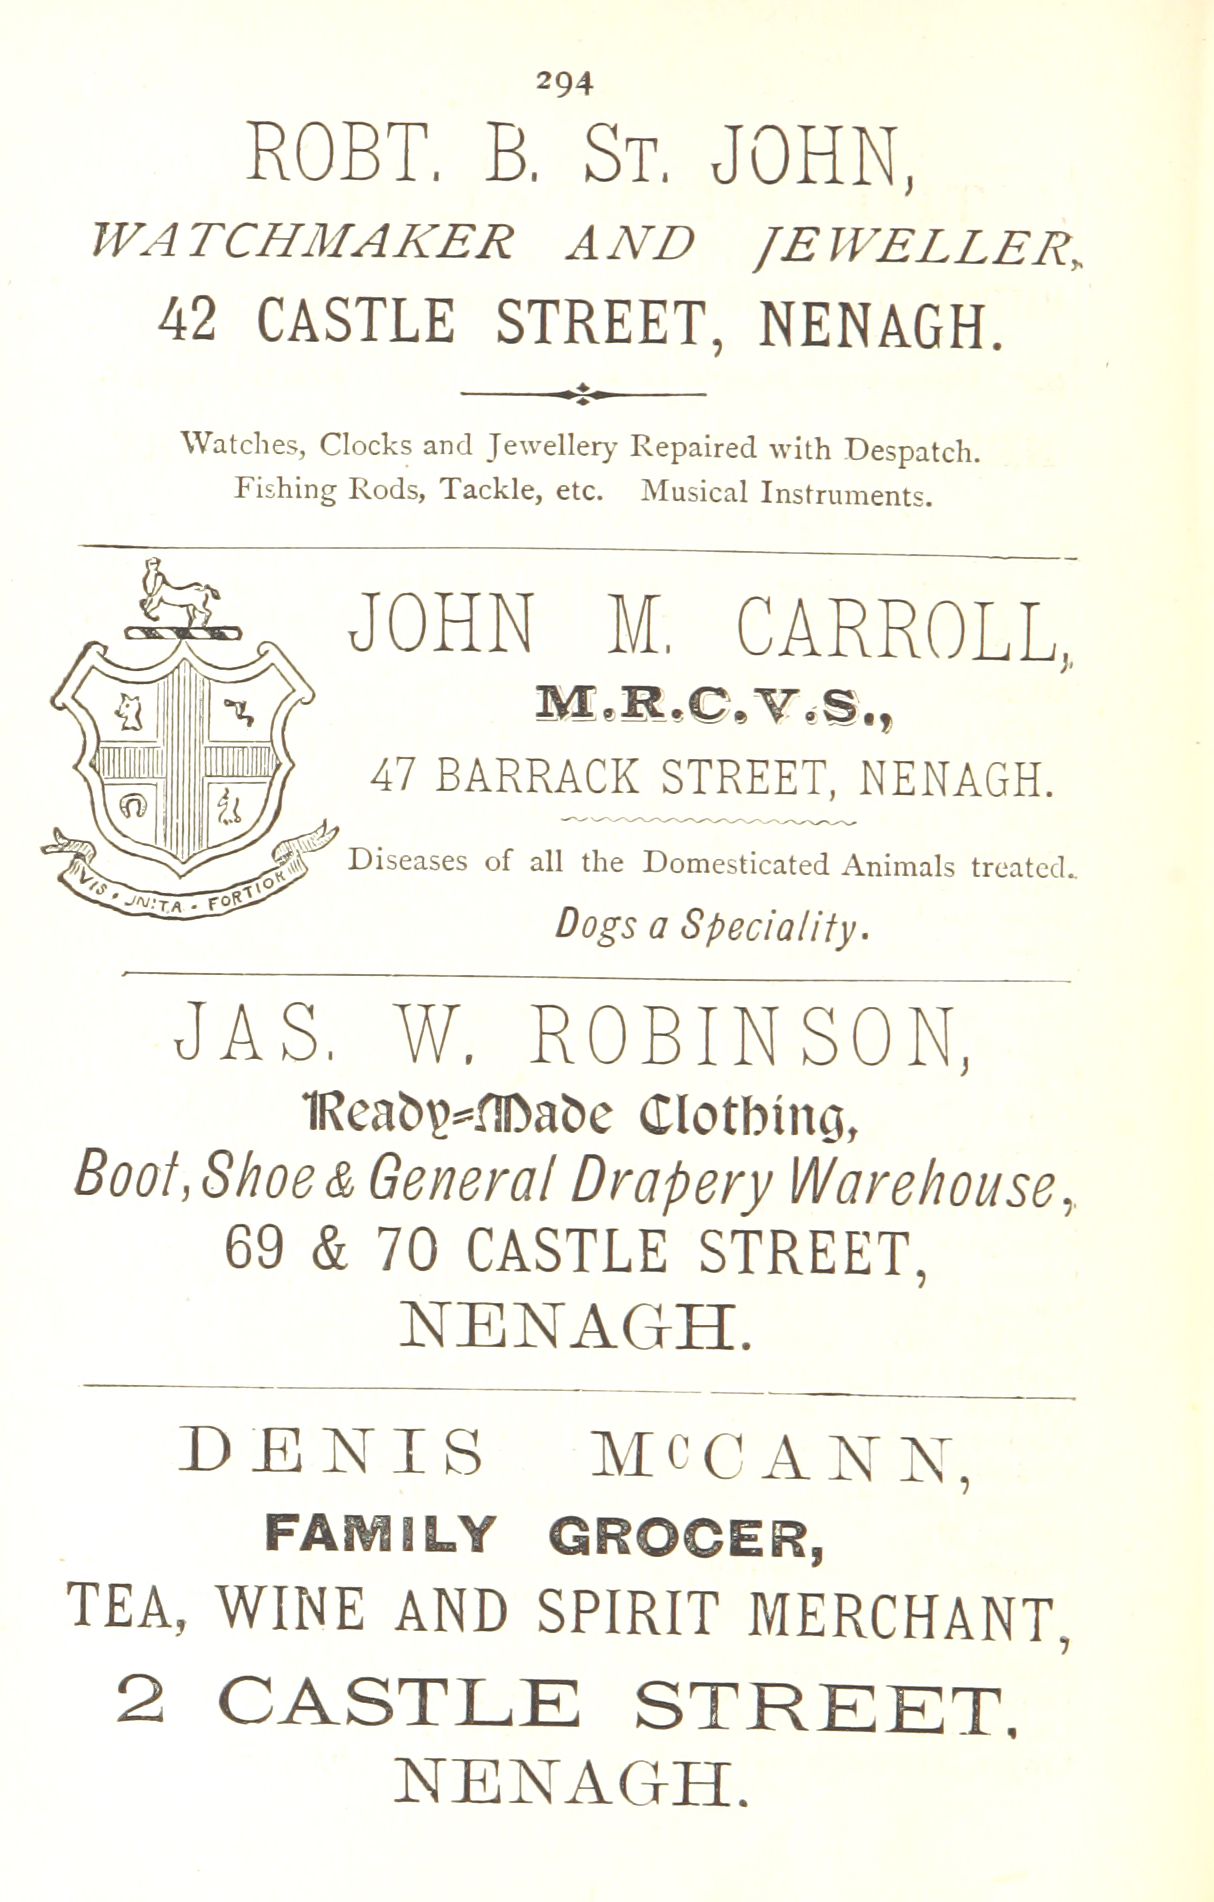 294
ROBT. B. ST. JOHN,
WATCHMAKER AND JEWELLER,
42 CASTLE STREET, NENAGH.
Watches, Clocks and Jewellery Repaired with Despatch.
Fishing Rods, Tackle, etc. Musical Instruments.
JOHN M. CARROLL,
M.R.C.V.S.,
47 BARRACK STREET, NENAGH.
Diseases of all the Domesticated Animals treated.
VIS · UNITA · FORTIOR
Dogs a Speciality.
JAS. W. ROBINSON,
Ready-Made Clothing,
Boot, Shoe & General Drapery Warehouse,
69 & 70 CASTLE STREET,
NENAGH.
DENIS McCANN,
FAMILY GROCER,
TEA, WINE AND SPIRIT MERCHANT,
2 CASTLE STREET.
NENAGH.